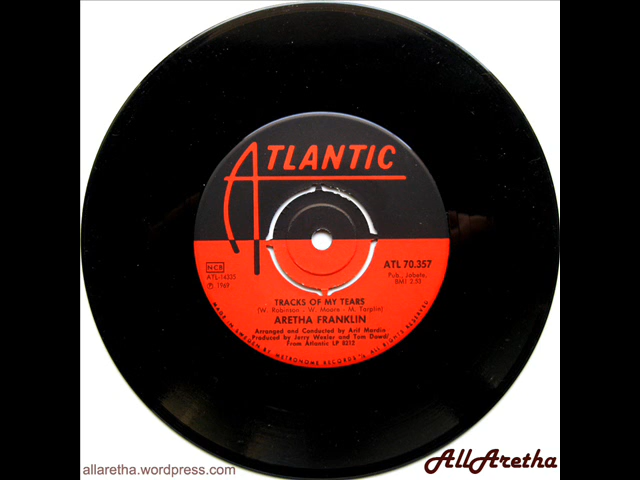 ATLANTIC
ATL 70.357
NCB
Pub., Jobete,
BMI 2.53
ATL-14335
℗ 1969
TRACKS OF MY TEARS
(W. Robinson - W. Moore - M. Tarplin)
ARETHA FRANKLIN
Arranged and Conducted by Arif Mardin
Produced by Jerry Wexler and Tom Dowd/
From Atlantic LP 8212
MADE IN SWEDEN BY METRONOME RECORDS ALL RIGHTS RESERVED
allaretha.wordpress.com
AllAretha